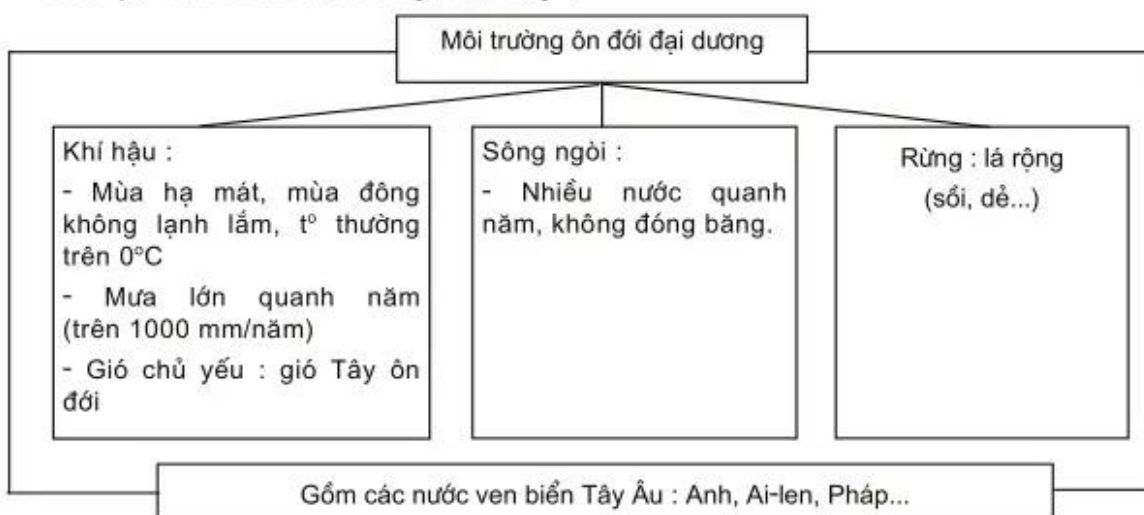 Môi trường ôn đới đại dương
Khí hậu :
- Mùa hạ mát, mùa đông
không lạnh lắm, t° thường
trên 0°C
- Mưa lớn quanh năm
(trên 1000 mm/năm)
- Gió chủ yếu : gió Tây ôn
đới
Sông ngòi :
- Nhiều nước quanh
năm, không đóng băng.
Rừng : lá rộng
(sồi, dẻ...)
Gồm các nước ven biển Tây Âu : Anh, Ai-len, Pháp...